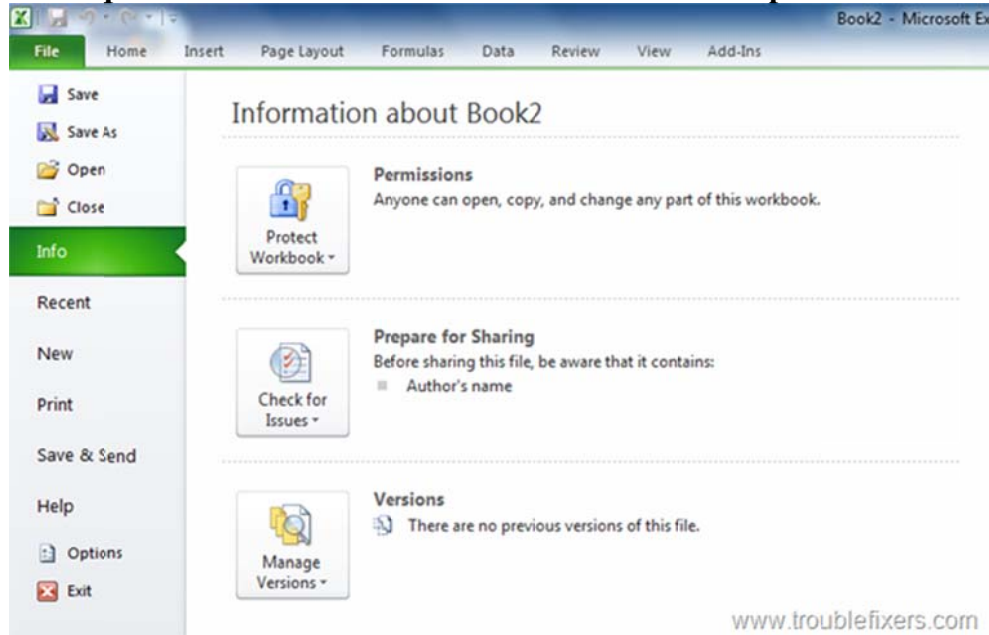 Book2 - Microsoft Ex
File Home Insert Page Layout Formulas Data Review View Add-Ins
Save
Save As
Open
Close
Info
Recent
New
Print
Save & Send
Help
Options
Exit
Information about Book2
Protect
Workbook
Permissions
Anyone can open, copy, and change any part of this workbook.
Check for
Issues
Prepare for Sharing
Before sharing this file, be aware that it contains:
Author's name
Manage
Versions
Versions
There are no previous versions of this file.
www.troublefixers.com